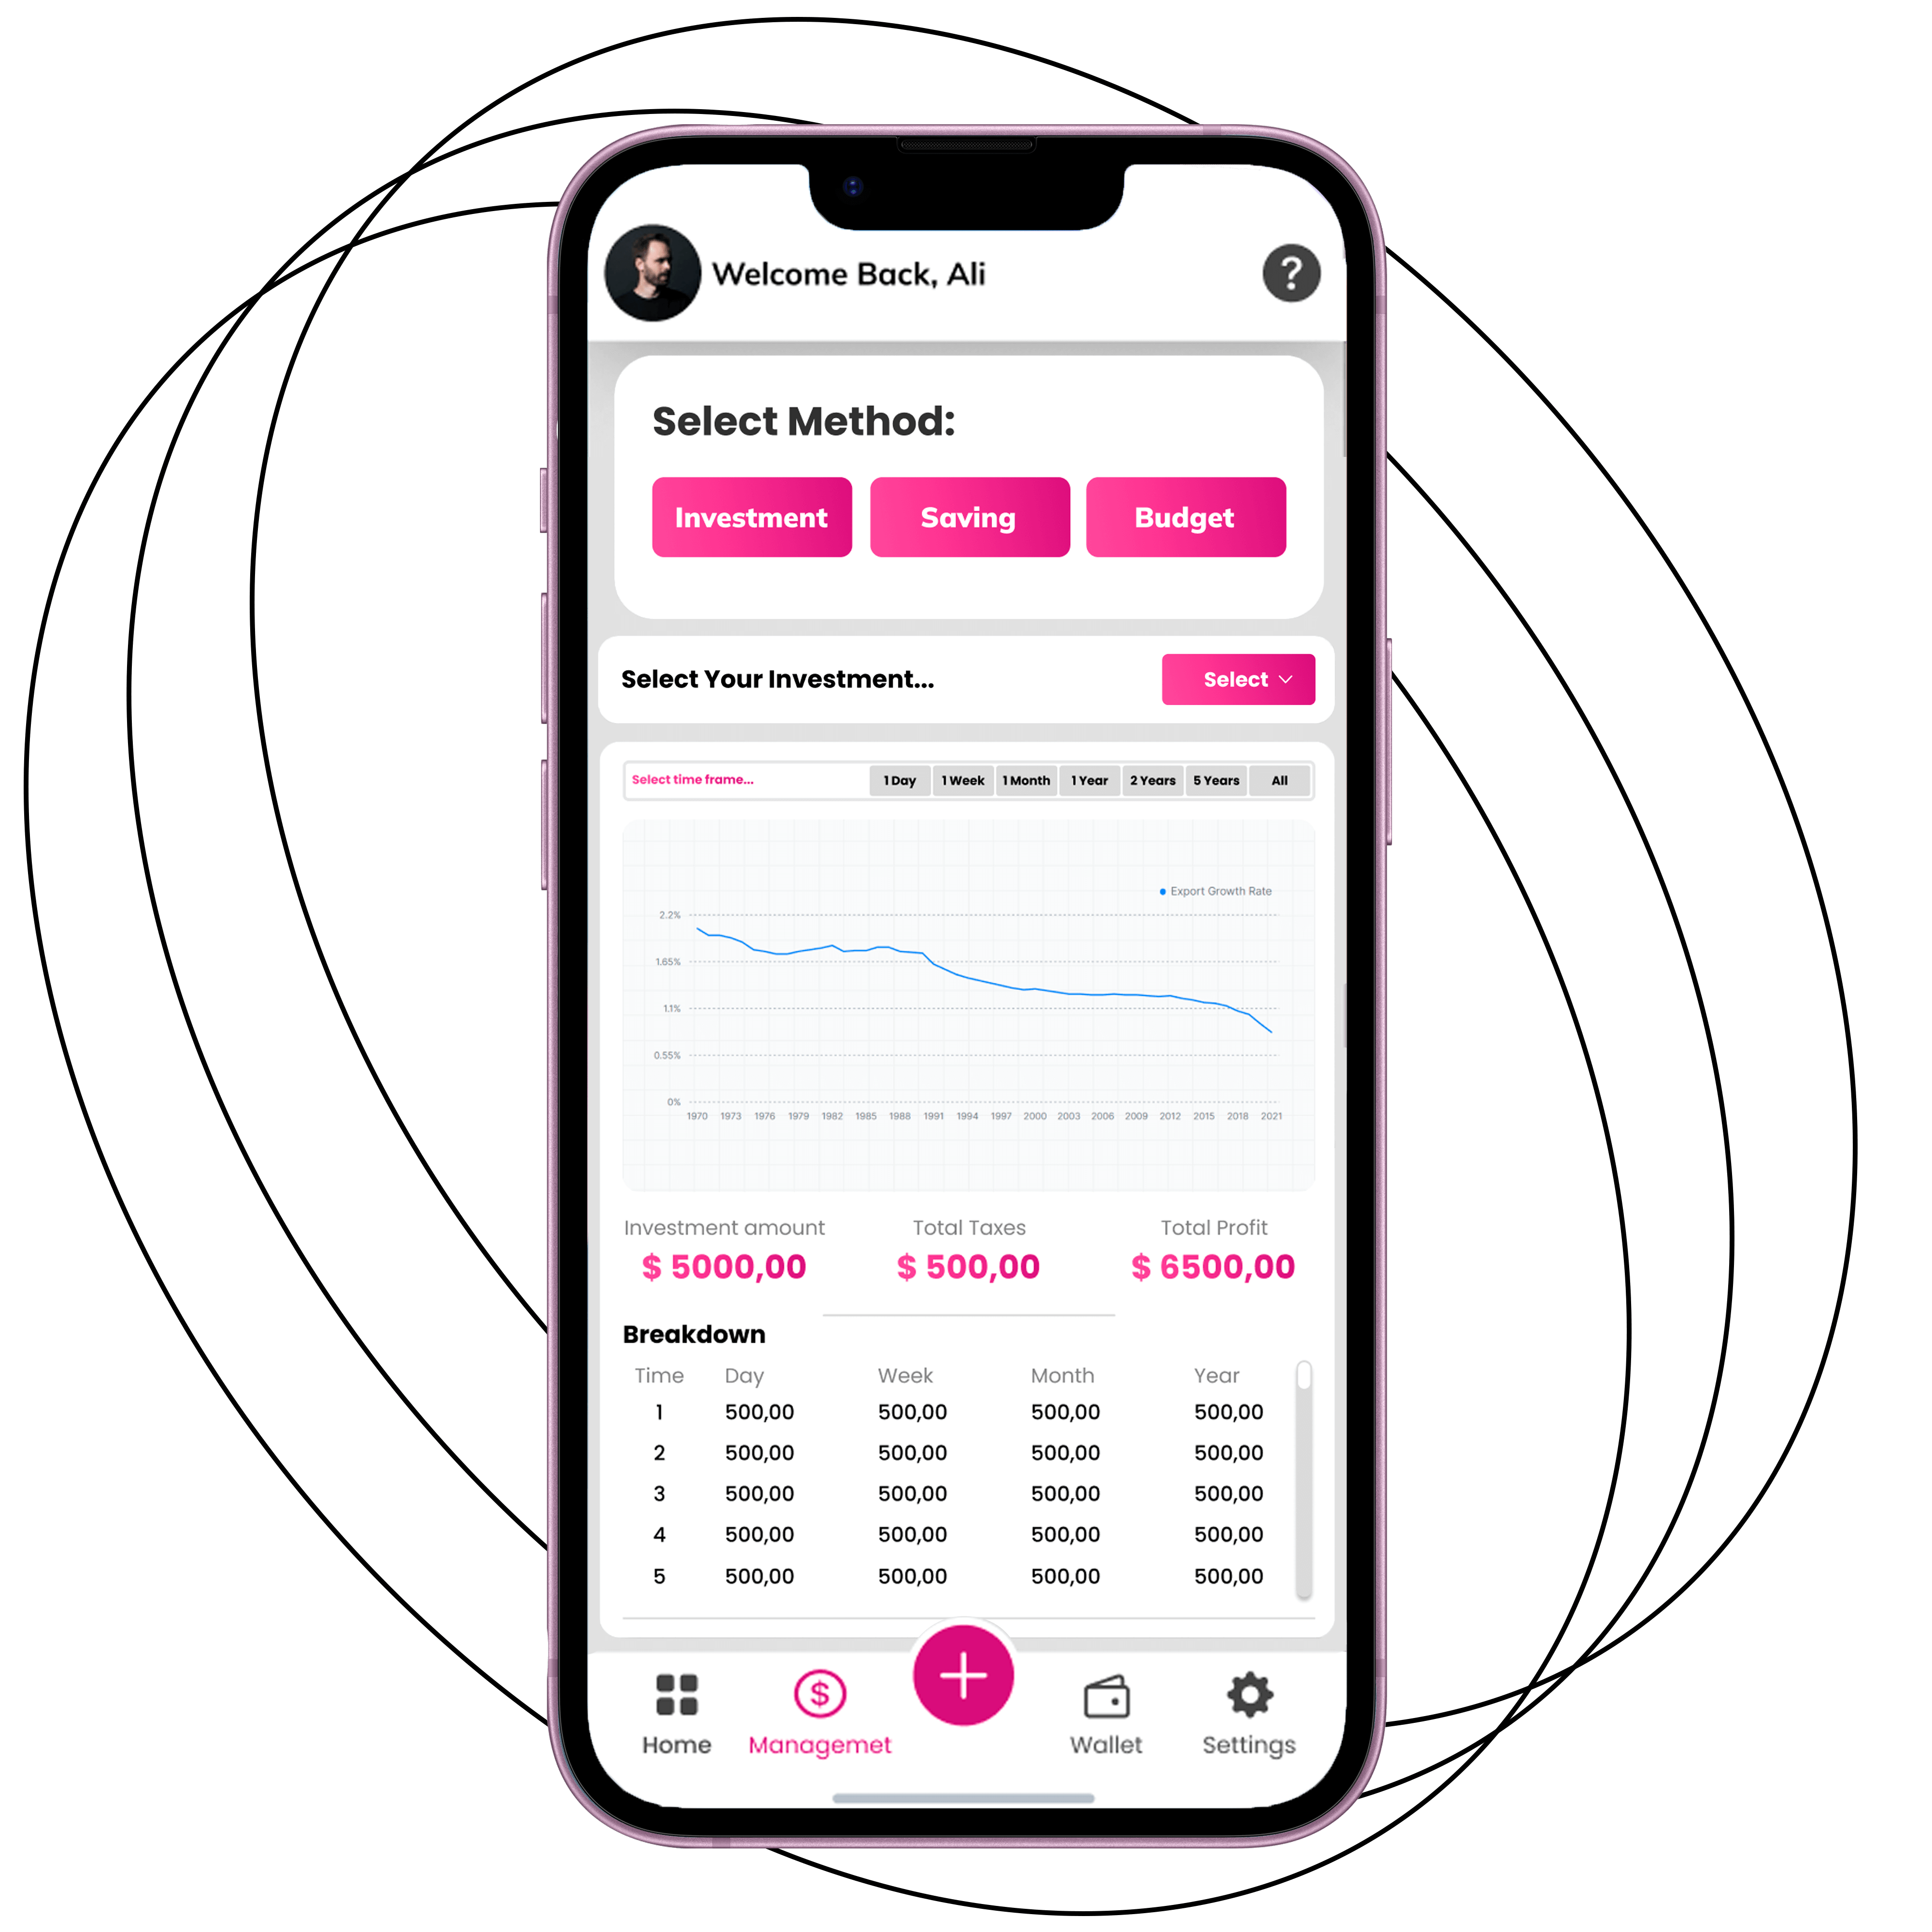 Welcome Back, Ali
?
Select Method:
Investment Saving Budget
Select Your Investment... Select
Select time frame... 1 Day 1 Week 1 Month 1 Year 2 Years 5 Years All
Export Growth Rate
2.2%
1.65%
1.1%
0.55%
0%
1970 1973 1976 1979 1982 1985 1988 1991 1994 1997 2000 2003 2006 2009 2012 2015 2018 2021
Investment amount Total Taxes Total Profit
$ 5000,00 $ 500,00 $ 6500,00
Breakdown
Time Day Week Month Year
1 500,00 500,00 500,00 500,00
2 500,00 500,00 500,00 500,00
3 500,00 500,00 500,00 500,00
4 500,00 500,00 500,00 500,00
5 500,00 500,00 500,00 500,00
$
Home Managemet Wallet Settings